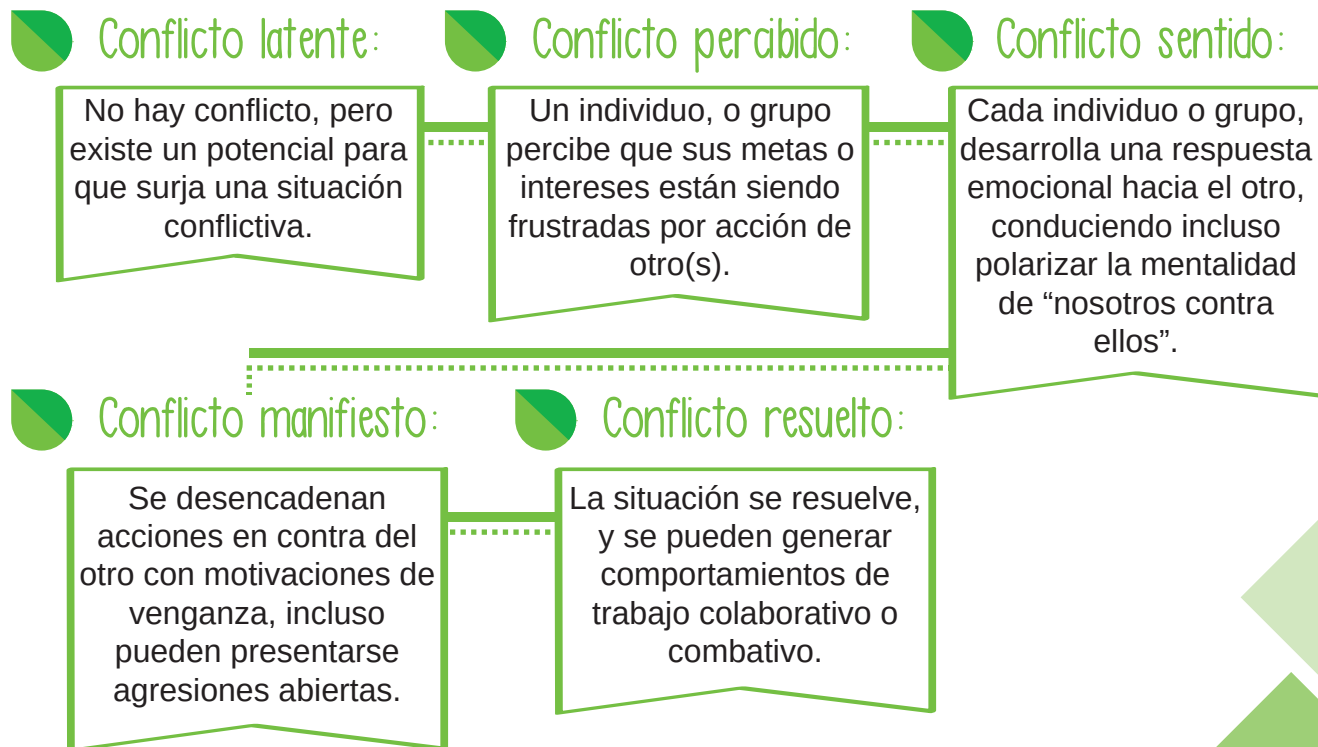 Conflicto latente:
No hay conflicto, pero
existe un potencial para
que surja una situación
conflictiva.
Conflicto percibido:
Un individuo, o grupo
percibe que sus metas o
intereses están siendo
frustradas por acción de
otro(s).
Conflicto sentido:
Cada individuo o grupo,
desarrolla una respuesta
emocional hacia el otro,
conduciendo incluso
polarizar la mentalidad
de “nosotros contra
ellos”.
Conflicto manifiesto:
Se desencadenan
acciones en contra del
otro con motivaciones de
venganza, incluso
pueden presentarse
agresiones abiertas.
Conflicto resuelto:
La situación se resuelve,
y se pueden generar
comportamientos de
trabajo colaborativo o
combativo.